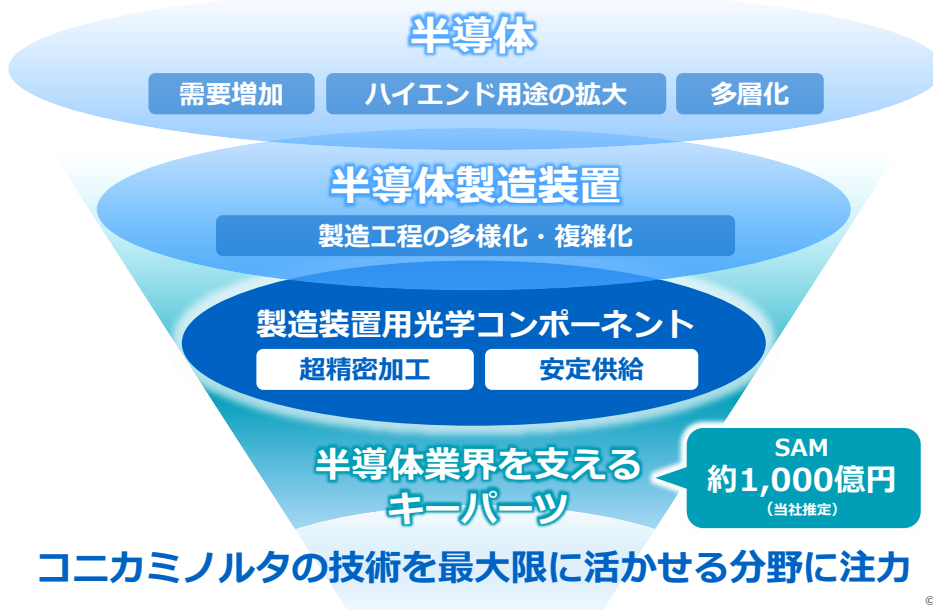 半導体
需要増加 ハイエンド用途の拡大 多層化
半導体製造装置
製造工程の多様化・複雑化
製造装置用光学コンポーネント
超精密加工 安定供給
半導体業界を支える
キーパーツ
SAM
約1,000億円
（当社推定）
コニカミノルタの技術を最大限に活かせる分野に注力
©